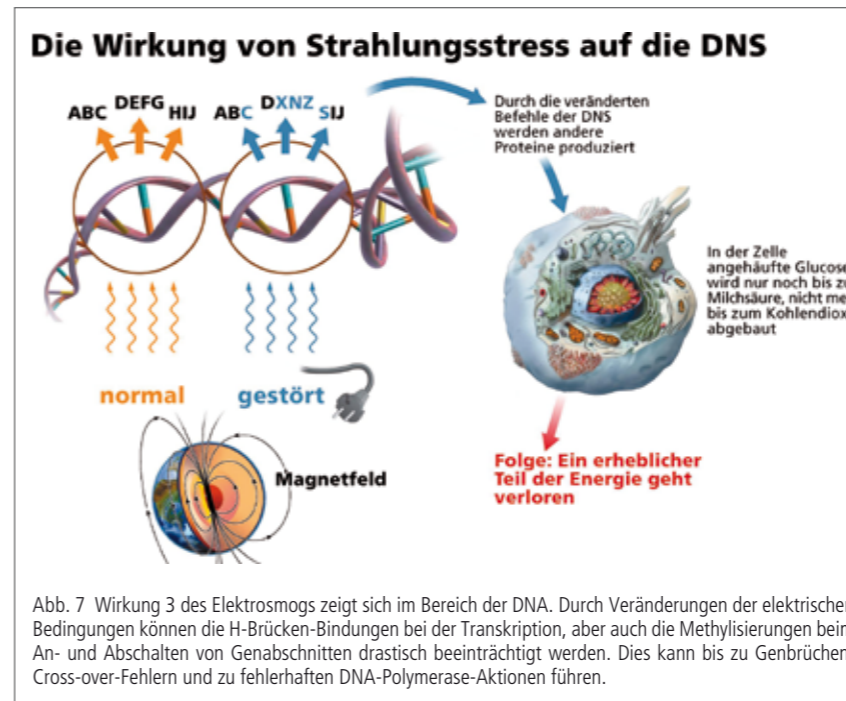 Die Wirkung von Strahlungsstress auf die DNS
ABC DEFG HIJ ABC DXNZ SIJ
Durch die veränderten
Befehle der DNS
werden andere
Proteine produziert
In der Zelle
angehäufte Glucose
wird nur noch bis zu
Milchsäure, nicht me
bis zum Kohlendiox
abgebaut
normal gestört
Magnetfeld
Folge: Ein erheblicher
Teil der Energie geht
verloren
Abb. 7 Wirkung 3 des Elektrosmogs zeigt sich im Bereich der DNA. Durch Veränderungen der elektrischen
Bedingungen können die H-Brücken-Bindungen bei der Transkription, aber auch die Methylisierungen beim
An- und Abschalten von Genabschnitten drastisch beeinträchtigt werden. Dies kann bis zu Genbrüchen,
Cross-over-Fehlern und zu fehlerhaften DNA-Polymerase-Aktionen führen.